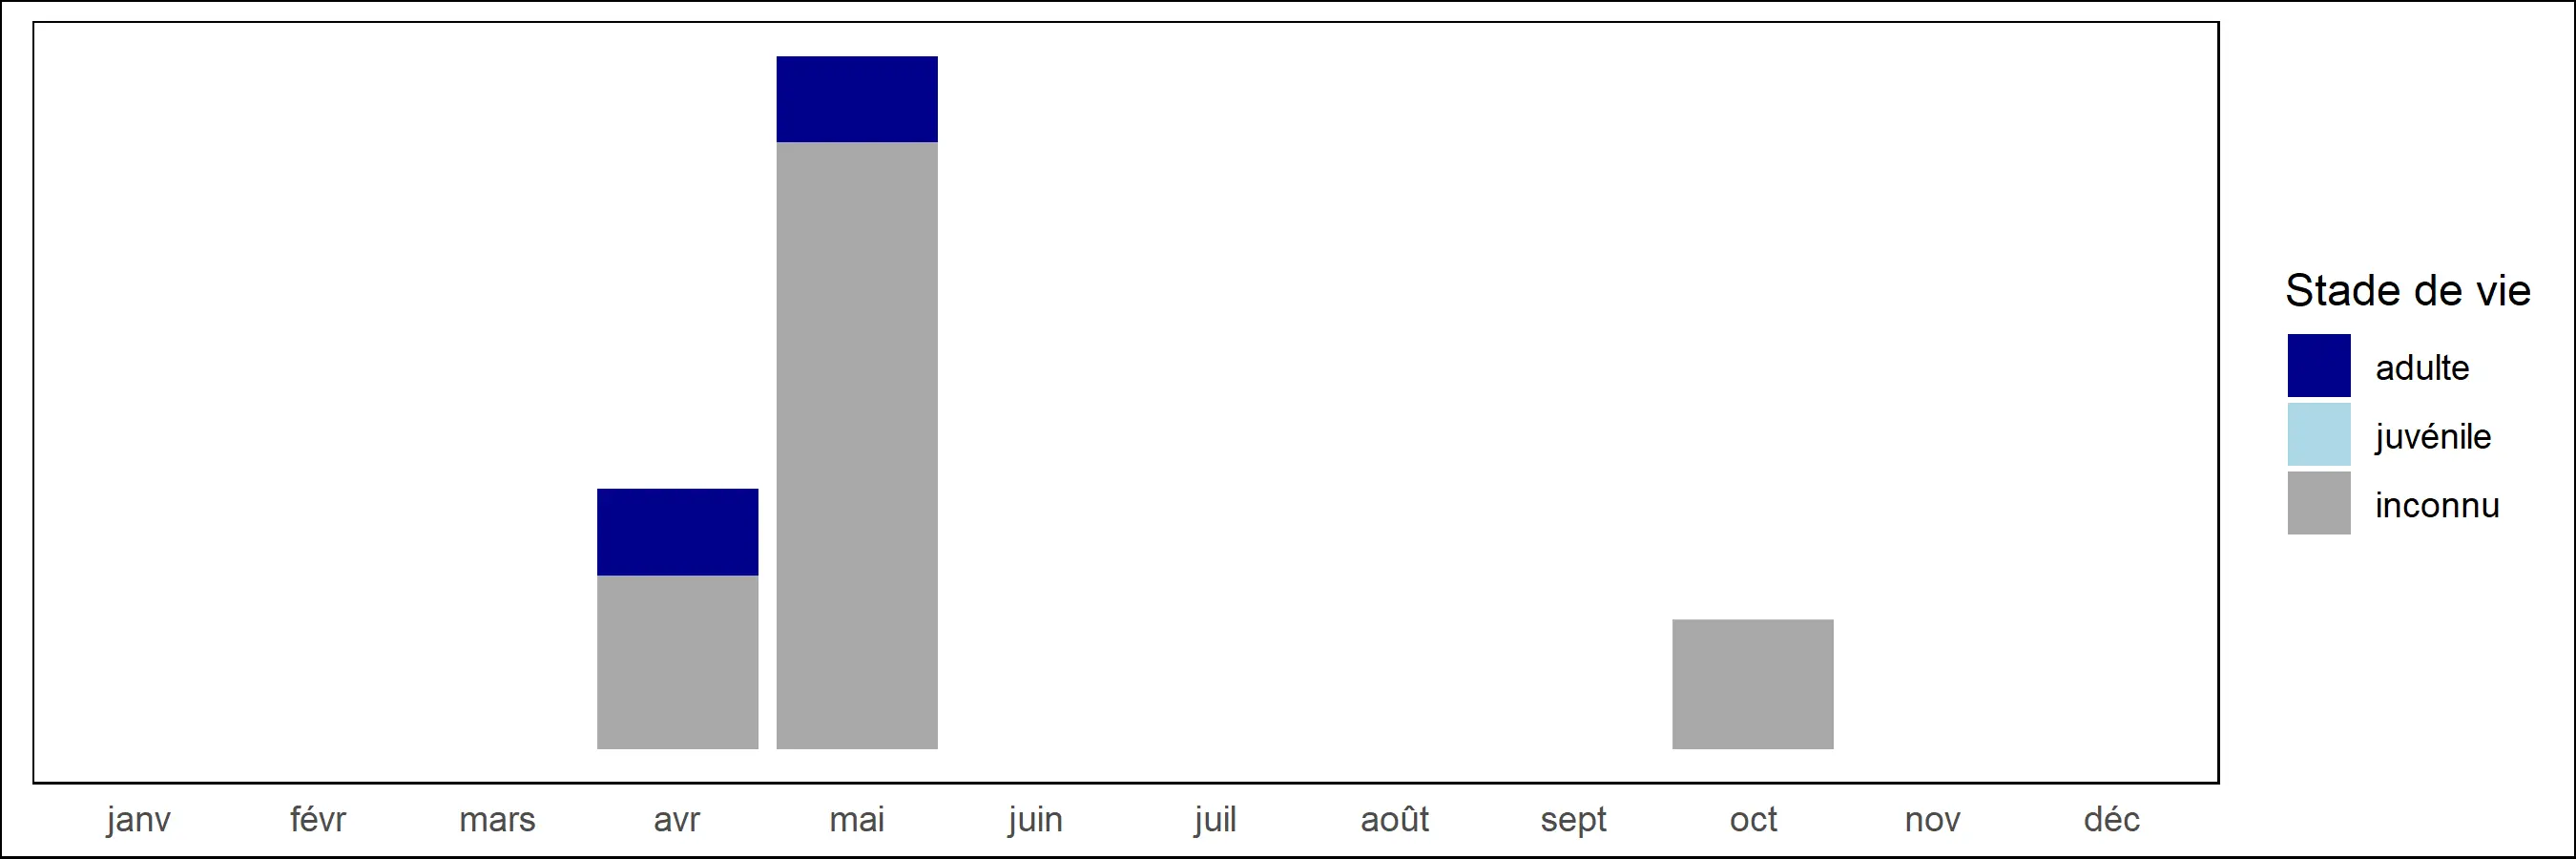 Stade de vie
adulte
juvénile
inconnu
janv févr mars avr mai juin juil août sept oct nov déc